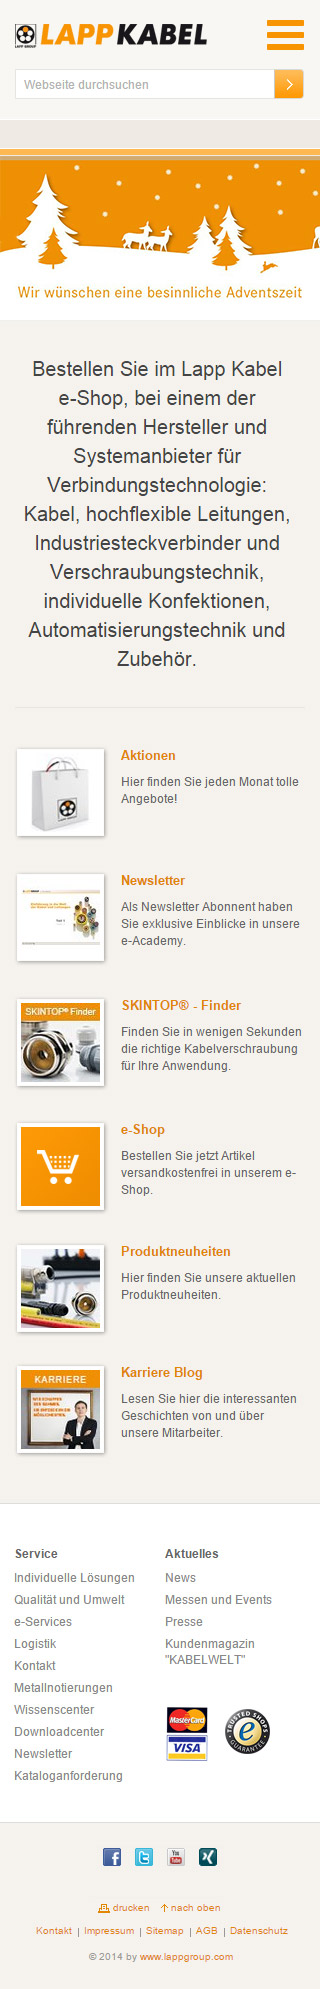 LAPP GROUP
LAPP KABEL
Webseite durchsuchen
Wir wünschen eine besinnliche Adventszeit
Bestellen Sie im Lapp Kabel
e-Shop, bei einem der
führenden Hersteller und
Systemanbieter für
Verbindungstechnologie:
Kabel, hochflexible Leitungen,
Industriesteckverbinder und
Verschraubungstechnik,
individuelle Konfektionen,
Automatisierungstechnik und
Zubehör.
Aktionen
Hier finden Sie jeden Monat tolle
Angebote!
Newsletter
Als Newsletter Abonnent haben
Sie exklusive Einblicke in unsere
e-Academy.
SKINTOP® Finder
SKINTOP® - Finder
Finden Sie in wenigen Sekunden
die richtige Kabelverschraubung
für Ihre Anwendung.
e-Shop
Bestellen Sie jetzt Artikel
versandkostenfrei in unserem e-
Shop.
Produktneuheiten
Hier finden Sie unsere aktuellen
Produktneuheiten.
KARRIERE
Karriere Blog
Lesen Sie hier die interessanten
Geschichten von und über
unsere Mitarbeiter.
Service
Individuelle Lösungen
Qualität und Umwelt
e-Services
Logistik
Kontakt
Metallnotierungen
Wissenscenter
Downloadcenter
Newsletter
Kataloganforderung
Aktuelles
News
Messen und Events
Presse
Kundenmagazin
"KABELWELT"
MasterCard
VISA
TRUSTED SHOPS
e
GUARANTEE
You
Tube
drucken nach oben
Kontakt | Impressum | Sitemap | AGB | Datenschutz
© 2014 by www.lappgroup.com